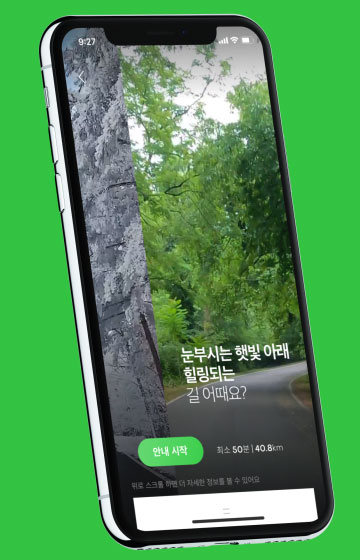 9:27
눈부시는 햇빛 아래
힐링되는
길 어때요?
안내 시작
최소 50분 | 40.8km
위로 스크롤 하면 더 자세한 정보를 볼 수 있어요